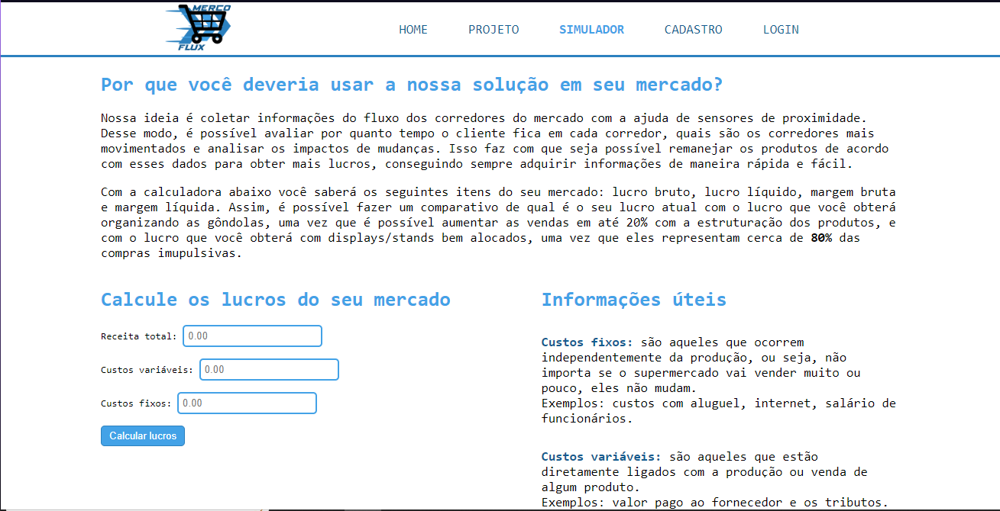 MERCO
FLUX
HOME
PROJETO
SIMULADOR
CADASTRO
LOGIN
Por que você deveria usar a nossa solução em seu mercado?
Nossa ideia é coletar informações do fluxo dos corredores do mercado com a ajuda de sensores de proximidade.
Desse modo, é possível avaliar por quanto tempo o cliente fica em cada corredor, quais são os corredores mais
movimentados e analisar os impactos de mudanças. Isso faz com que seja possível remanejar os produtos de acordo
com esses dados para obter mais lucros, conseguindo sempre adquirir informações de maneira rápida e fácil.
Com a calculadora abaixo você saberá os seguintes itens do seu mercado: lucro bruto, lucro líquido, margem bruta
e margem líquida. Assim, é possível fazer um comparativo de qual é o seu lucro atual com o lucro que você obterá
organizando as gôndolas, uma vez que é possível aumentar as vendas em até 20% com a estruturação dos produtos, e
com o lucro que você obterá com displays/stands bem alocados, uma vez que eles representam cerca de 80% das
compras imupulsivas.
Calcule os lucros do seu mercado
Receita total: 0.00
Custos variáveis: 0.00
Custos fixos: 0.00
Calcular lucros
Informações úteis
Custos fixos: são aqueles que ocorrem
independentemente da produção, ou seja, não
importa se o supermercado vai vender muito ou
pouco, eles não mudam.
Exemplos: custos com aluguel, internet, salário de
funcionários.
Custos variáveis: são aqueles que estão
diretamente ligados com a produção ou venda de
algum produto.
Exemplos: valor pago ao fornecedor e os tributos.